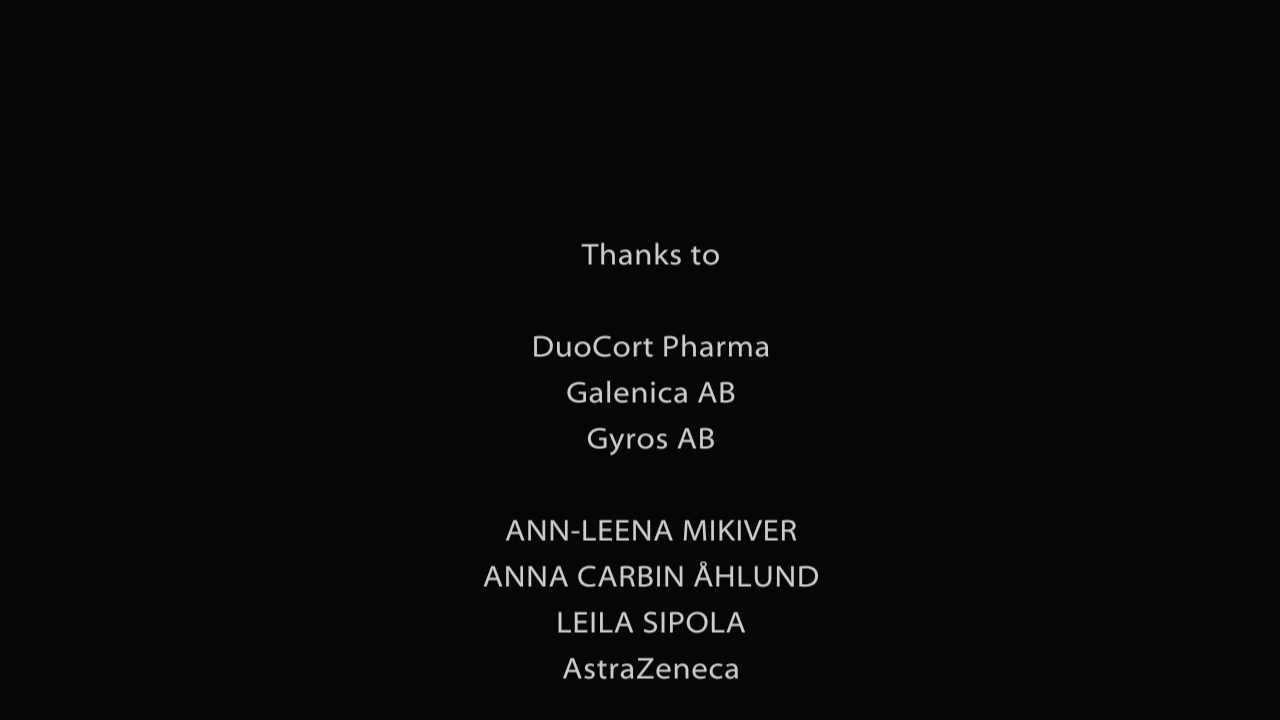 Thanks to
DuoCort Pharma
Galenica AB
Gyros AB
ANN-LEENA MIKIVER
ANNA CARBIN ÅHLUND
LEILA SIPOLA
AstraZeneca